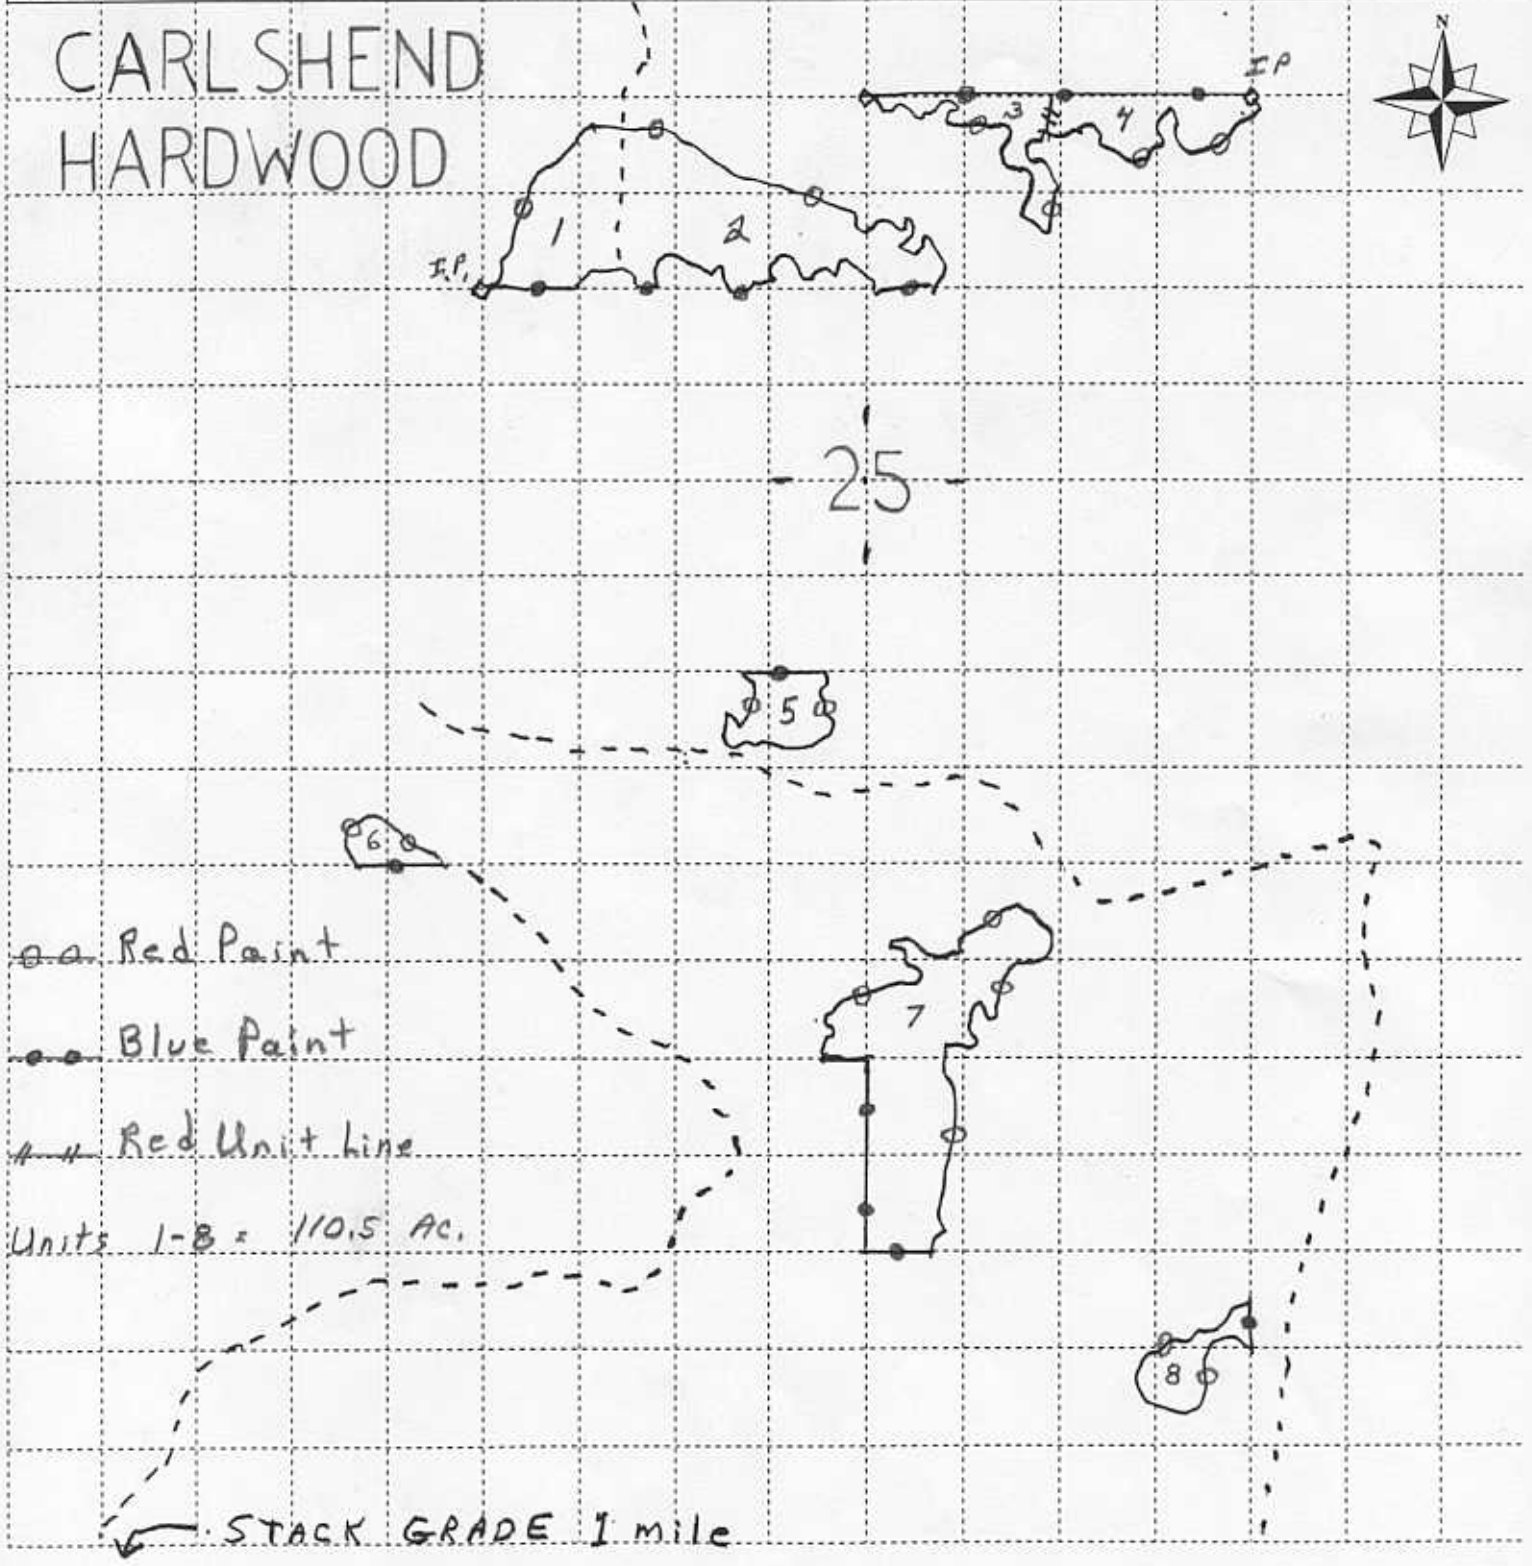 CARLSHEND
HARDWOOD
N
I P
3
4
1
2
I.P.
25
5
6
Red Paint
7
Blue Paint
Red Unit Line
Units 1-8 = 110.5 Ac.
8
STACK GRADE 1 mile